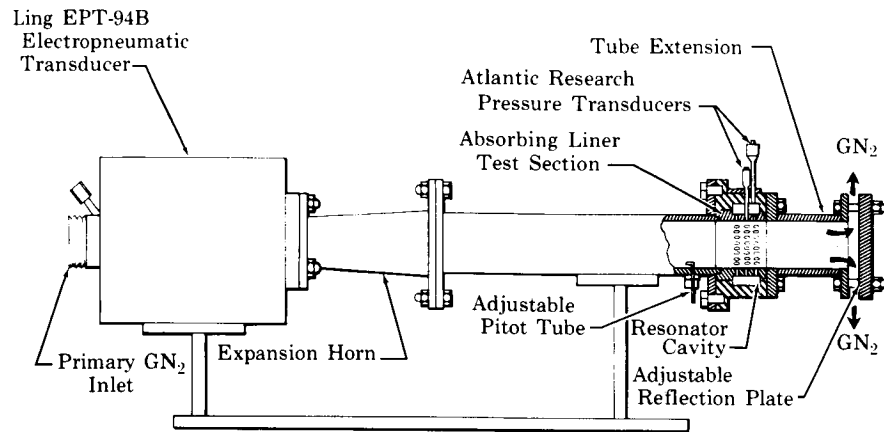 Ling EPT-94B
Electropneumatic
Transducer
Tube Extension
Atlantic Research
Pressure Transducers
Absorbing Liner
Test Section
GN₂
Primary GN₂
Inlet
Expansion Horn
Adjustable
Pitot Tube
Resonator
Cavity
GN₂
Adjustable
Reflection Plate